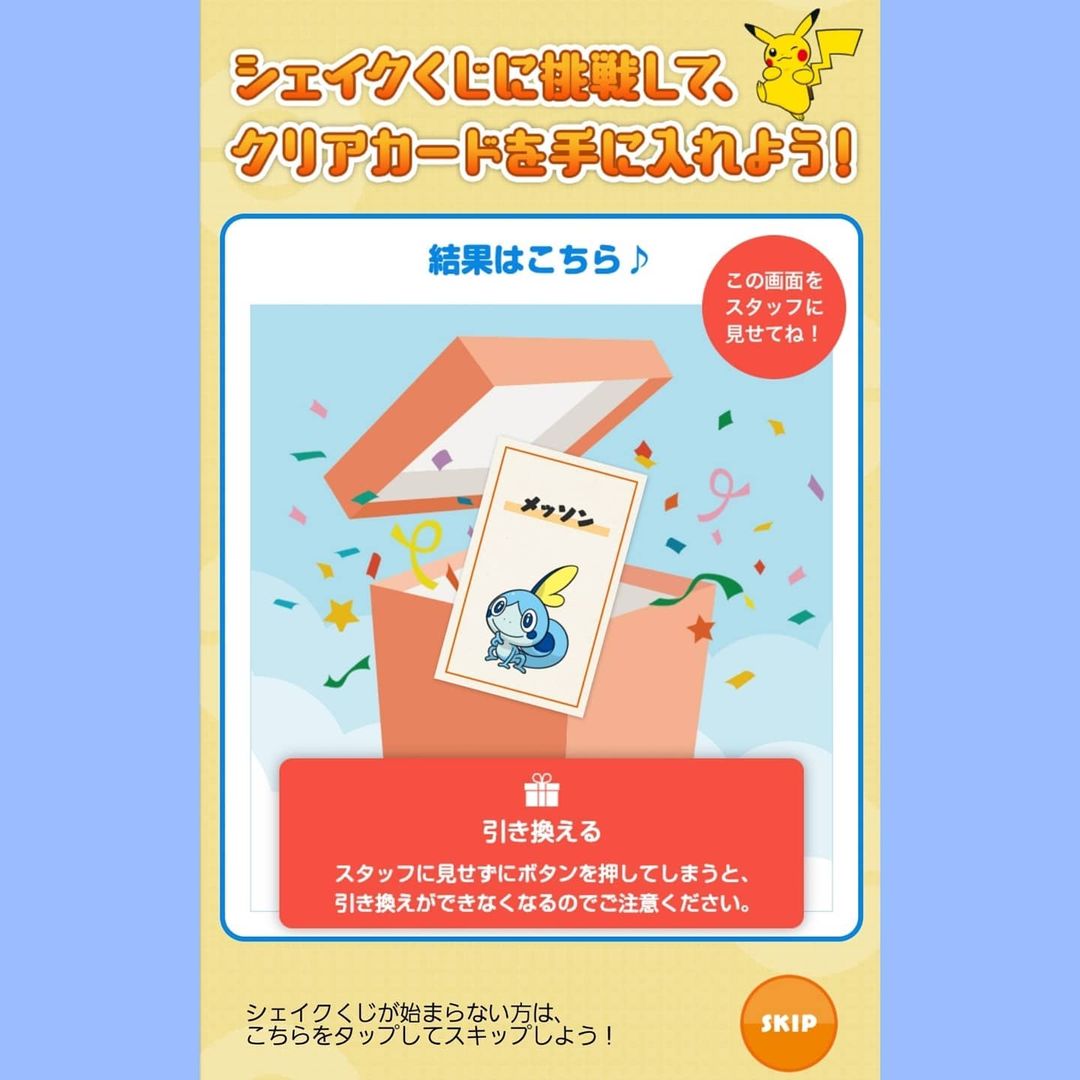 シェイクくじに挑戦して、
クリアカードを手に入れよう！
結果はこちら♪
この画面を
スタッフに
見せてね！
メッソン
引き換える
スタッフに見せずにボタンを押してしまうと、
引き換えができなくなるのでご注意ください。
シェイクくじが始まらない方は、
こちらをタップしてスキップしよう！
SKIP